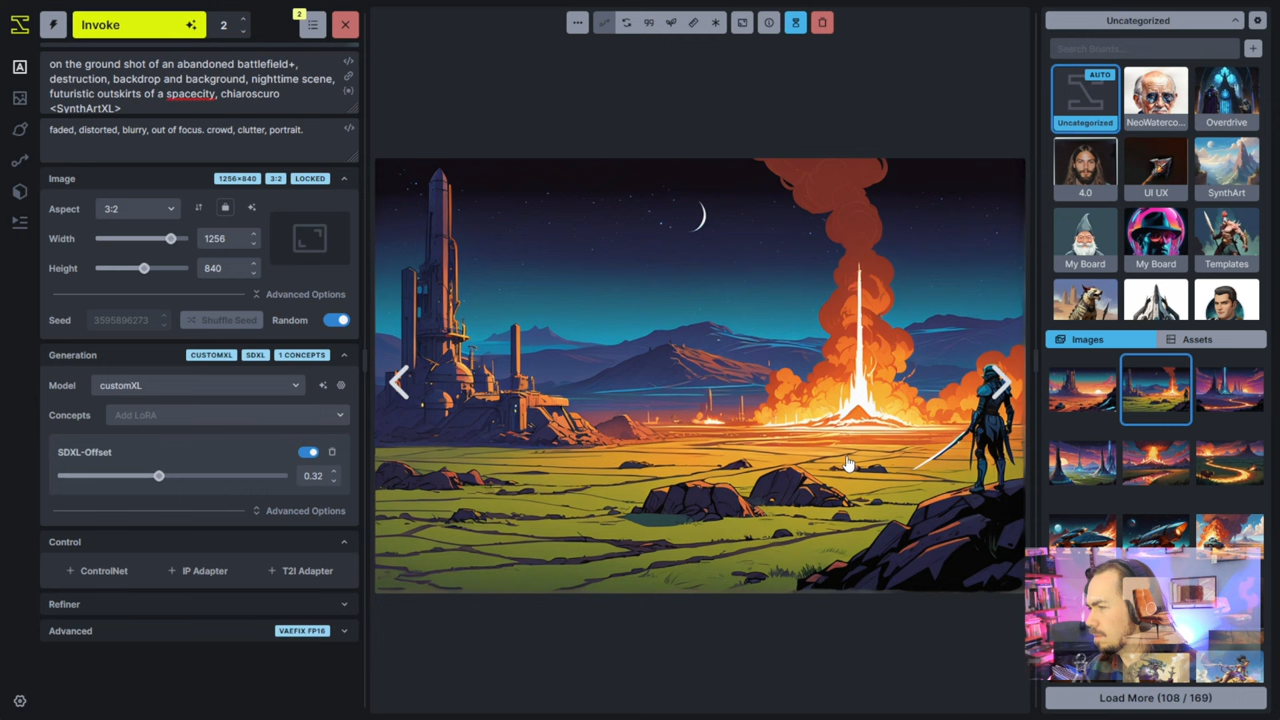 Invoke
2
2
on the ground shot of an abandoned battlefield+,
destruction, backdrop and background, nighttime scene,
futuristic outskirts of a spacecity, chiaroscuro
<SynthArtXL>
faded, distorted, blurry, out of focus. crowd, clutter, portrait.
Image
1256×840
3:2
LOCKED
Aspect
3:2
Width
1256
Height
840
Advanced Options
Seed
3595896273
Shuffle Seed
Random
Generation
CUSTOMXL
SDXL
1 CONCEPTS
Model
customXL
Concepts
Add LoRA
SDXL-Offset
0.32
Advanced Options
Control
+ ControlNet
+ IP Adapter
+ T2I Adapter
Refiner
Advanced
VAEFIX FP16
Uncategorized
Search Boards...
AUTO
Uncategorized
NeoWaterco...
Overdrive
4.0
UI UX
SynthArt
My Board
My Board
Templates
Images
Assets
Load More (108 / 169)